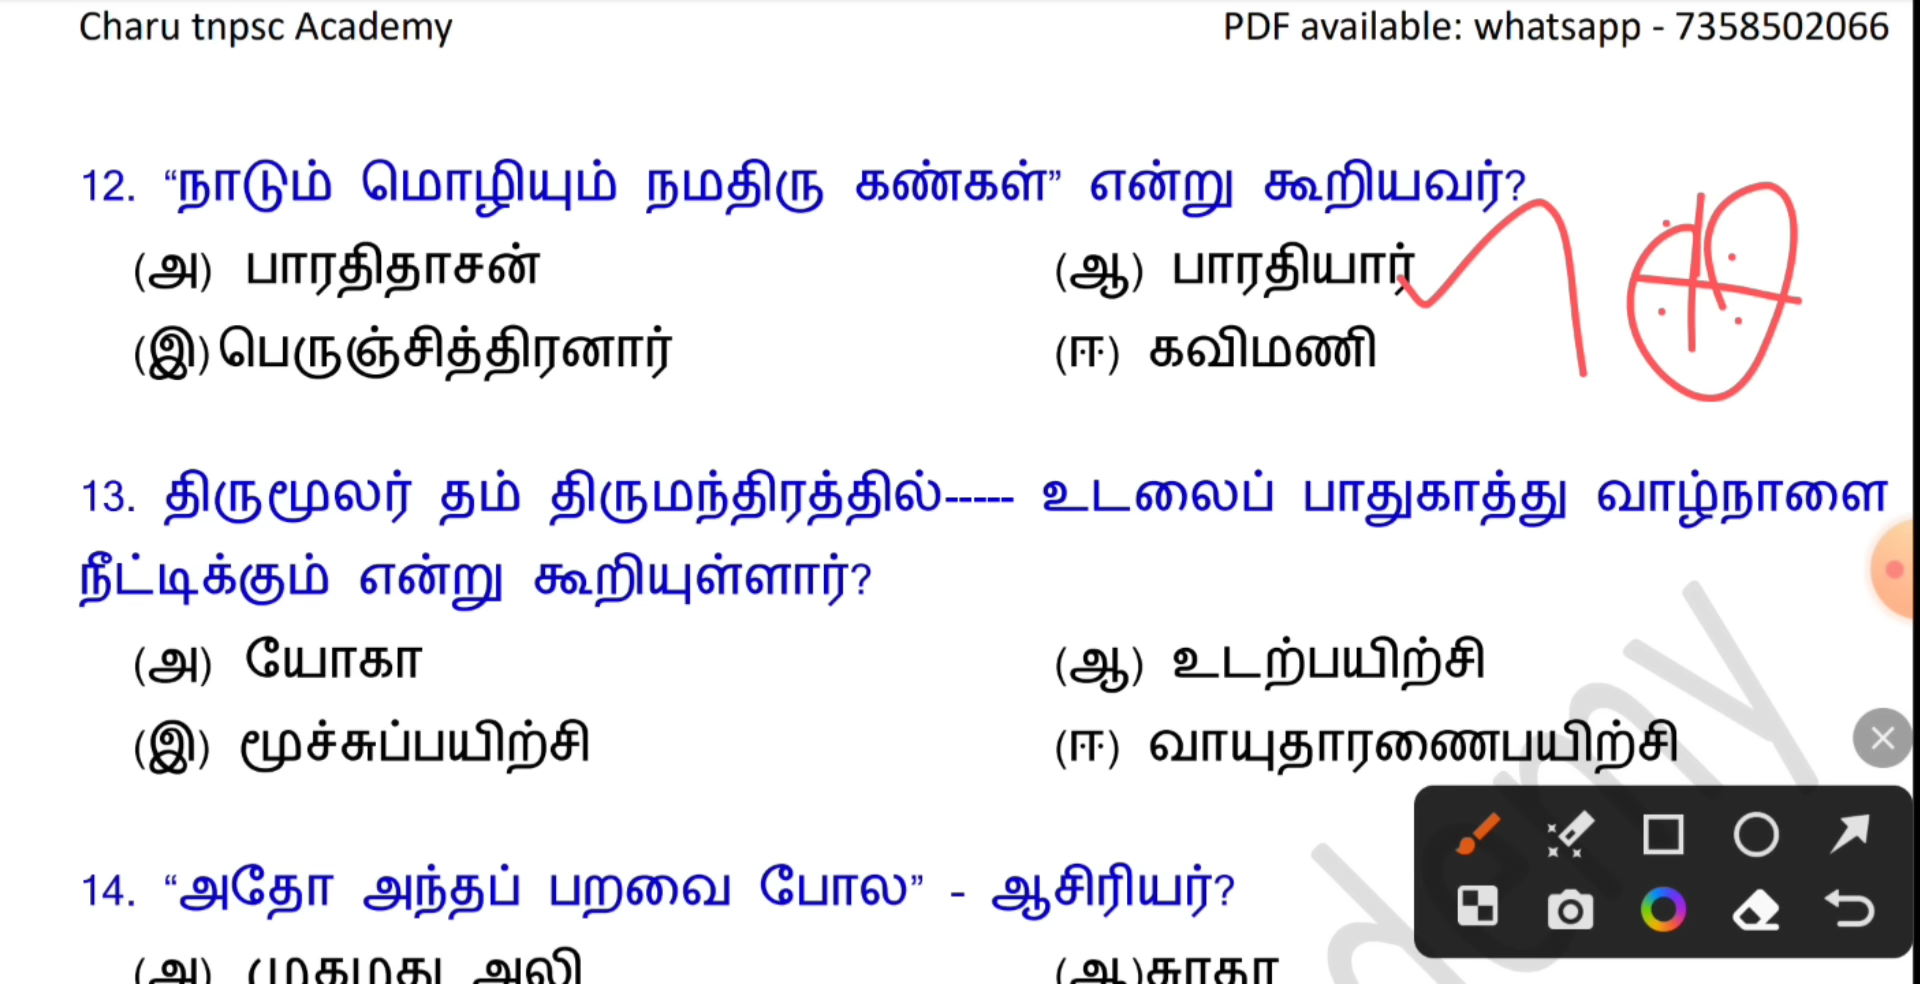 Charu tnpsc Academy PDF available: whatsapp - 7358502066
12. “நாடும் மொழியும் நமதிரு கண்கள்” என்று கூறியவர்?
(அ) பாரதிதாசன் (ஆ) பாரதியார்
(இ) பெருஞ்சித்திரனார் (ஈ) கவிமணி
13. திருமூலர் தம் திருமந்திரத்தில்----- உடலைப் பாதுகாத்து வாழ்நாளை
நீட்டிக்கும் என்று கூறியுள்ளார்?
(அ) யோகா (ஆ) உடற்பயிற்சி
(இ) மூச்சுப்பயிற்சி (ஈ) வாயுதாரணைபயிற்சி
14. “அதோ அந்தப் பறவை போல” - ஆசிரியர்?
(அ) முகமது அலி (ஆ)